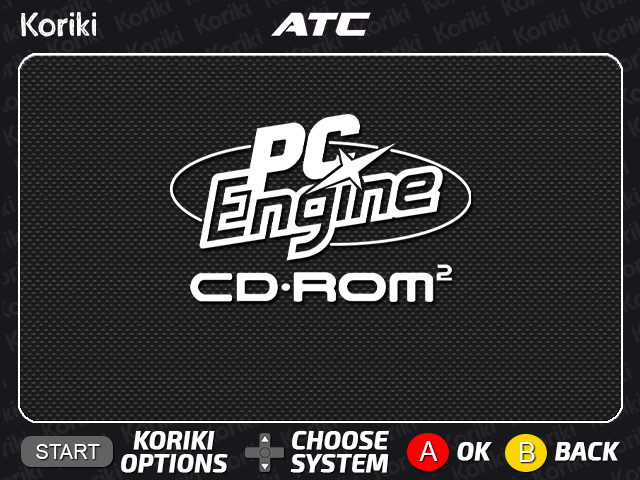 Koriki
ATC
PC
Engine
CD·ROM²
START
KORIKI
OPTIONS
CHOOSE
SYSTEM
A
OK
B
BACK